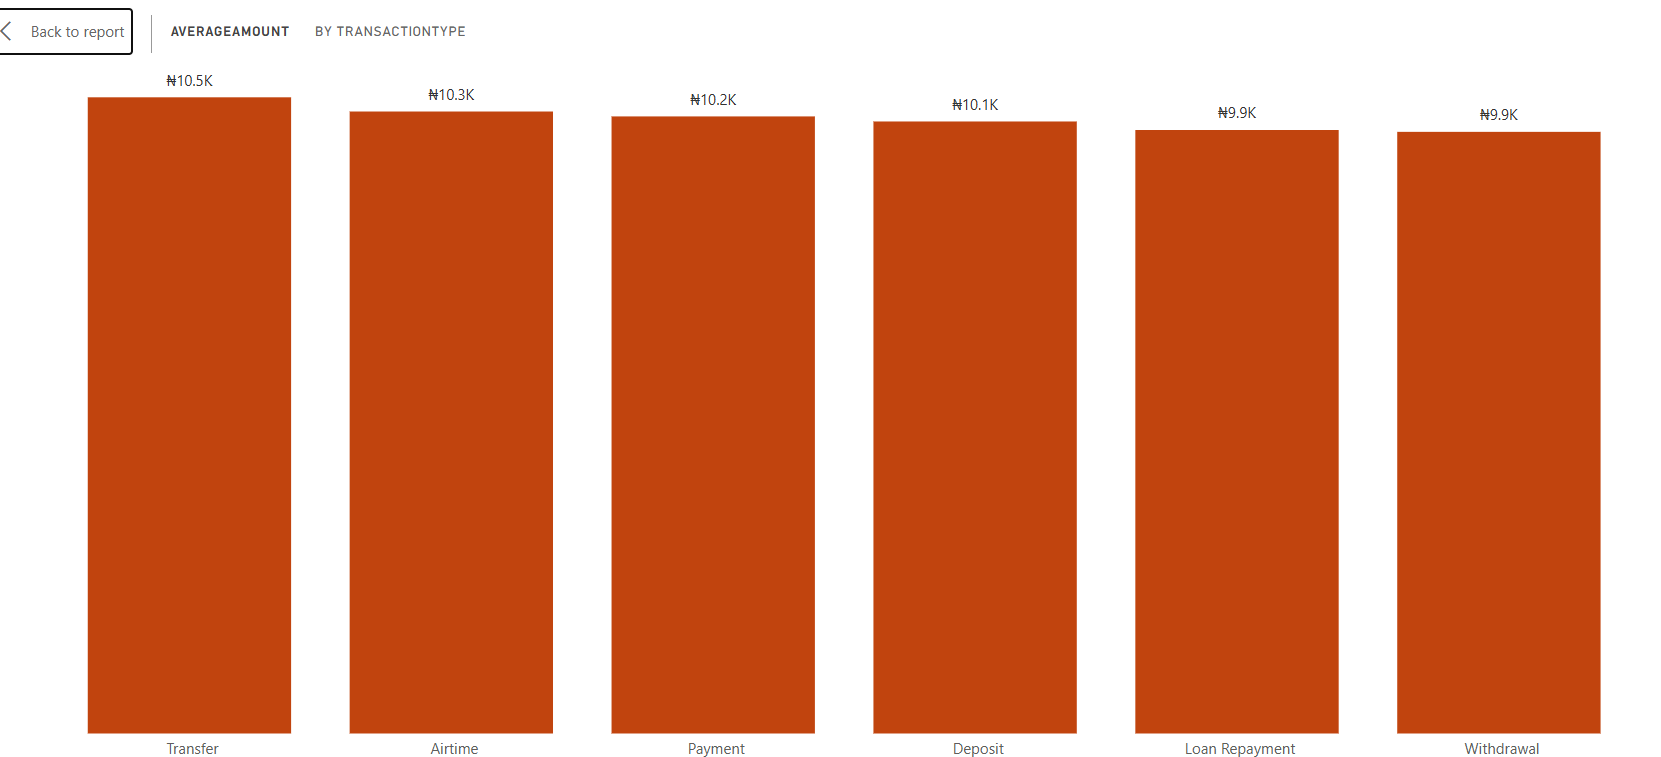 Back to report
AVERAGEAMOUNT BY TRANSACTIONTYPE
₦10.5K
₦10.3K
₦10.2K
₦10.1K
₦9.9K
₦9.9K
Transfer
Airtime
Payment
Deposit
Loan Repayment
Withdrawal